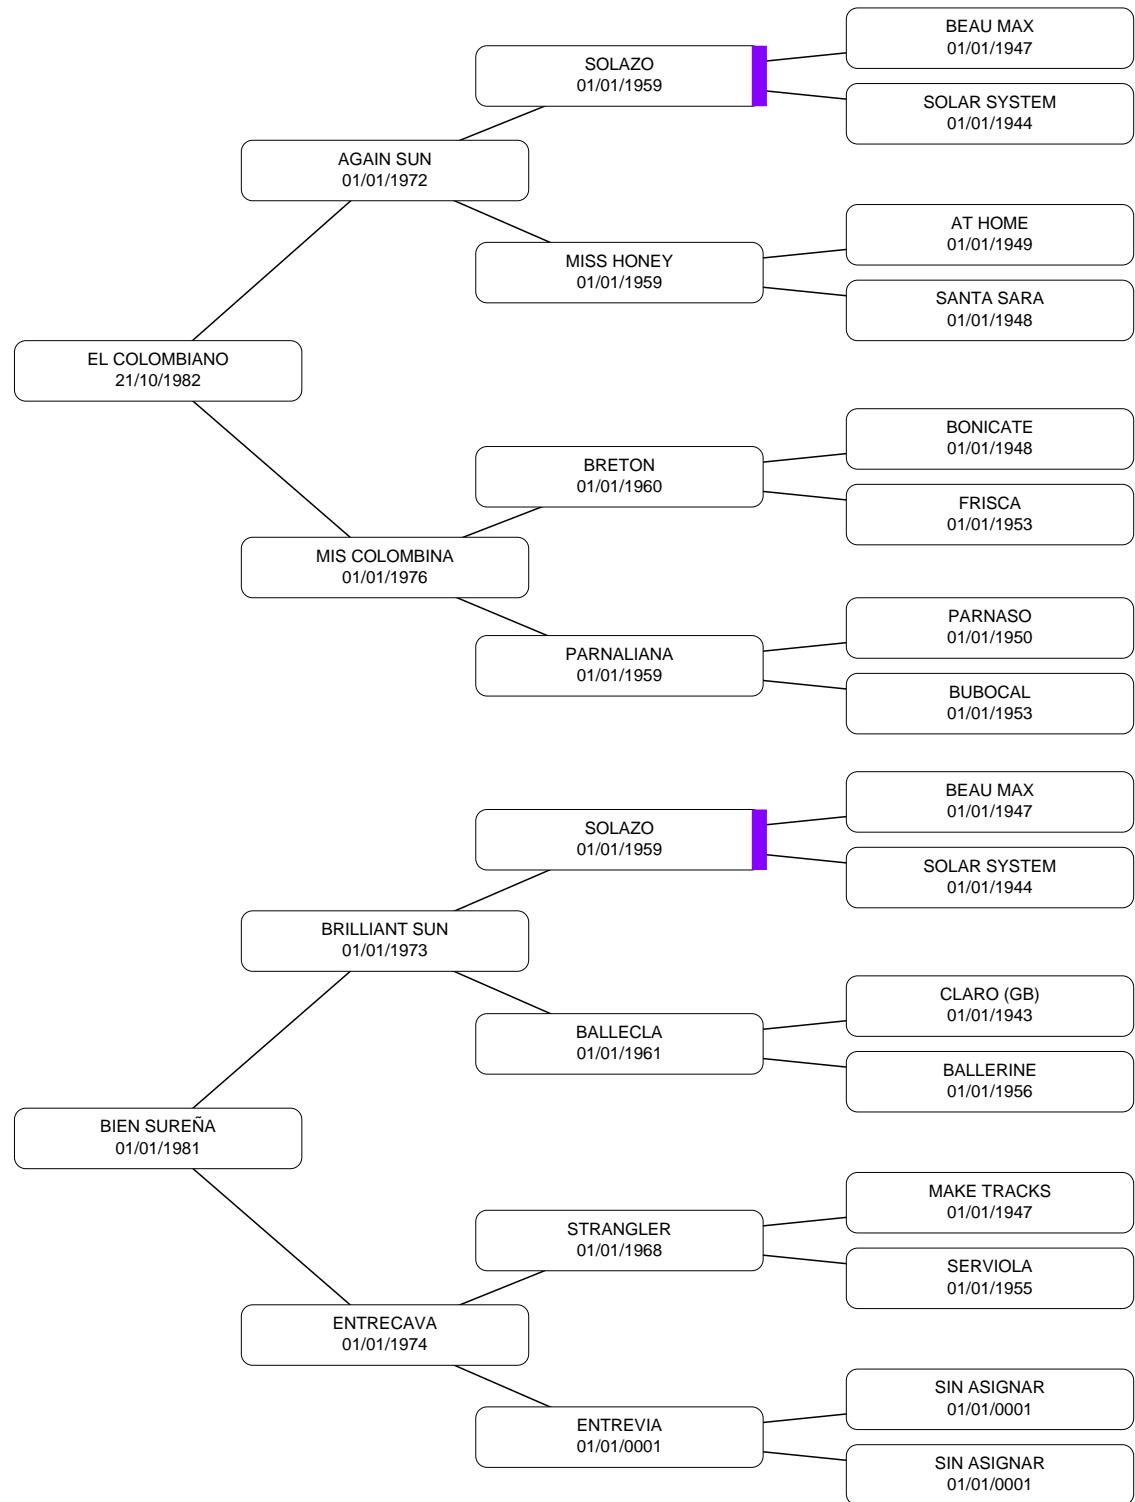 BEAU MAX
01/01/1947
SOLAZO
01/01/1959
SOLAR SYSTEM
01/01/1944
AGAIN SUN
01/01/1972
AT HOME
01/01/1949
MISS HONEY
01/01/1959
SANTA SARA
01/01/1948
EL COLOMBIANO
21/10/1982
BONICATE
01/01/1948
BRETON
01/01/1960
FRISCA
01/01/1953
MIS COLOMBINA
01/01/1976
PARNASO
01/01/1950
PARNALIANA
01/01/1959
BUBOCAL
01/01/1953
BEAU MAX
01/01/1947
SOLAZO
01/01/1959
SOLAR SYSTEM
01/01/1944
BRILLIANT SUN
01/01/1973
CLARO (GB)
01/01/1943
BALLECLA
01/01/1961
BALLERINE
01/01/1956
BIEN SUREÑA
01/01/1981
MAKE TRACKS
01/01/1947
STRANGLER
01/01/1968
SERVIOLA
01/01/1955
ENTRECAVA
01/01/1974
SIN ASIGNAR
01/01/0001
ENTREVIA
01/01/0001
SIN ASIGNAR
01/01/0001